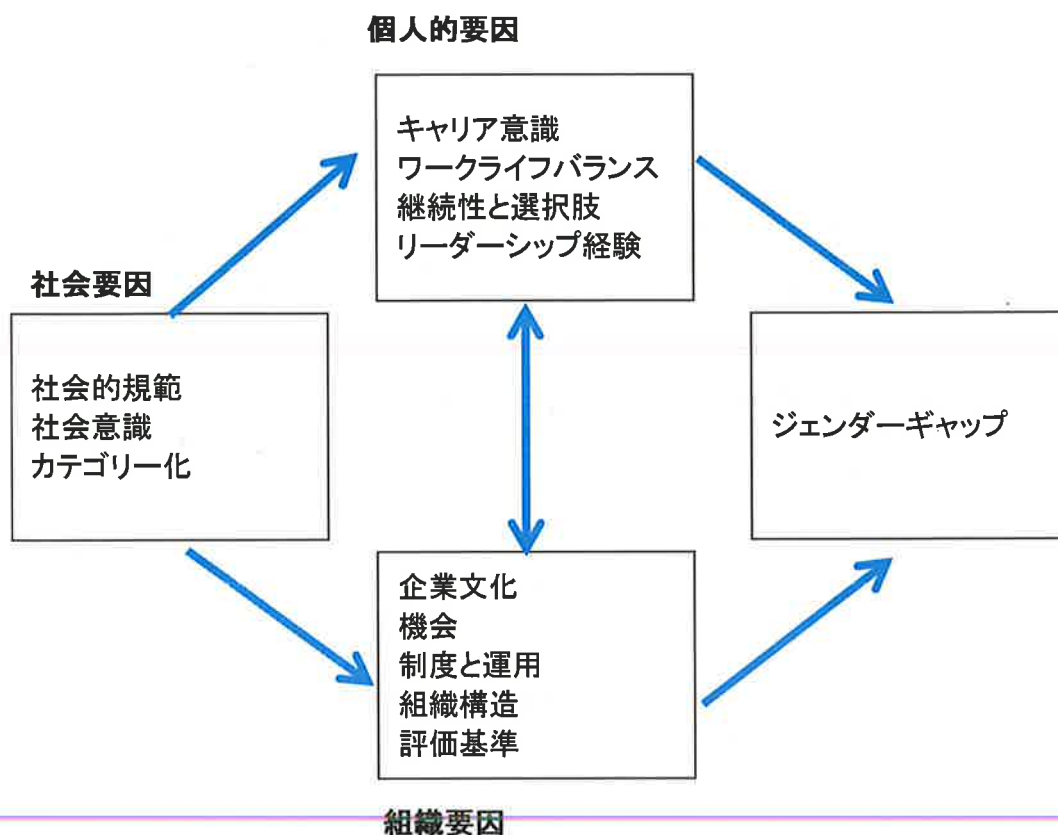 個人的要因
キャリア意識
ワークライフバランス
継続性と選択肢
リーダーシップ経験
社会要因
社会的規範
社会意識
カテゴリー化
ジェンダーギャップ
企業文化
機会
制度と運用
組織構造
評価基準
組織要因